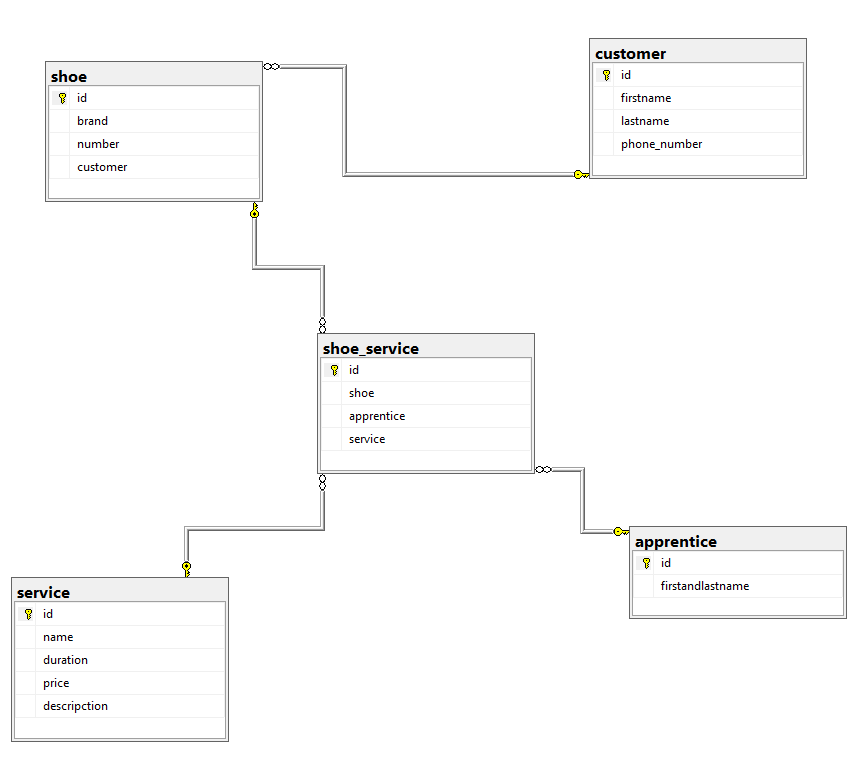 shoe
id
brand
number
customer
customer
id
firstname
lastname
phone_number
shoe_service
id
shoe
apprentice
service
apprentice
id
firstandlastname
service
id
name
duration
price
descripction